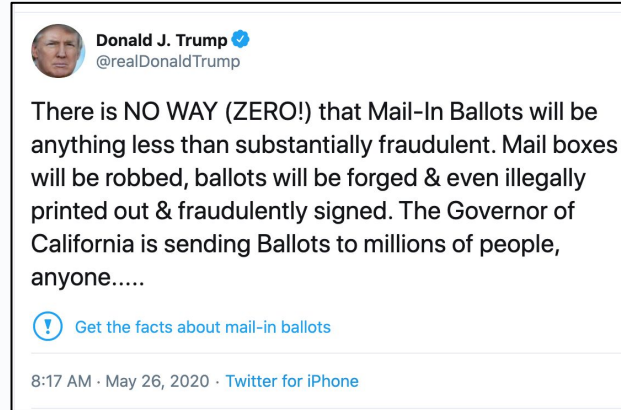 Donald J. Trump
@realDonaldTrump
There is NO WAY (ZERO!) that Mail-In Ballots will be
anything less than substantially fraudulent. Mail boxes
will be robbed, ballots will be forged & even illegally
printed out & fraudulently signed. The Governor of
California is sending Ballots to millions of people,
anyone.....
Get the facts about mail-in ballots
8:17 AM · May 26, 2020 · Twitter for iPhone